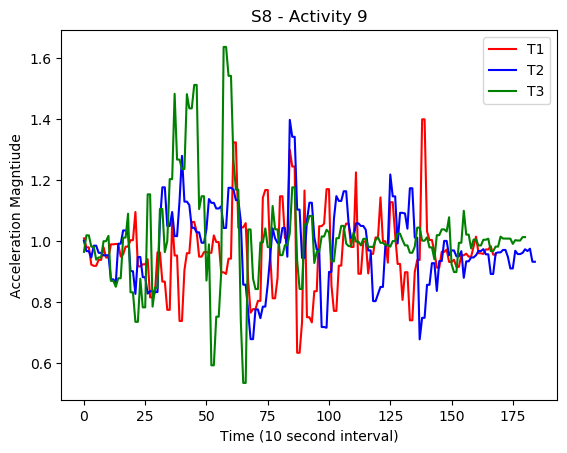 S8 - Activity 9
T1
T2
T3
Acceleration Magntiude
1.6
1.4
1.2
1.0
0.8
0.6
0 25 50 75 100 125 150 175
Time (10 second interval)